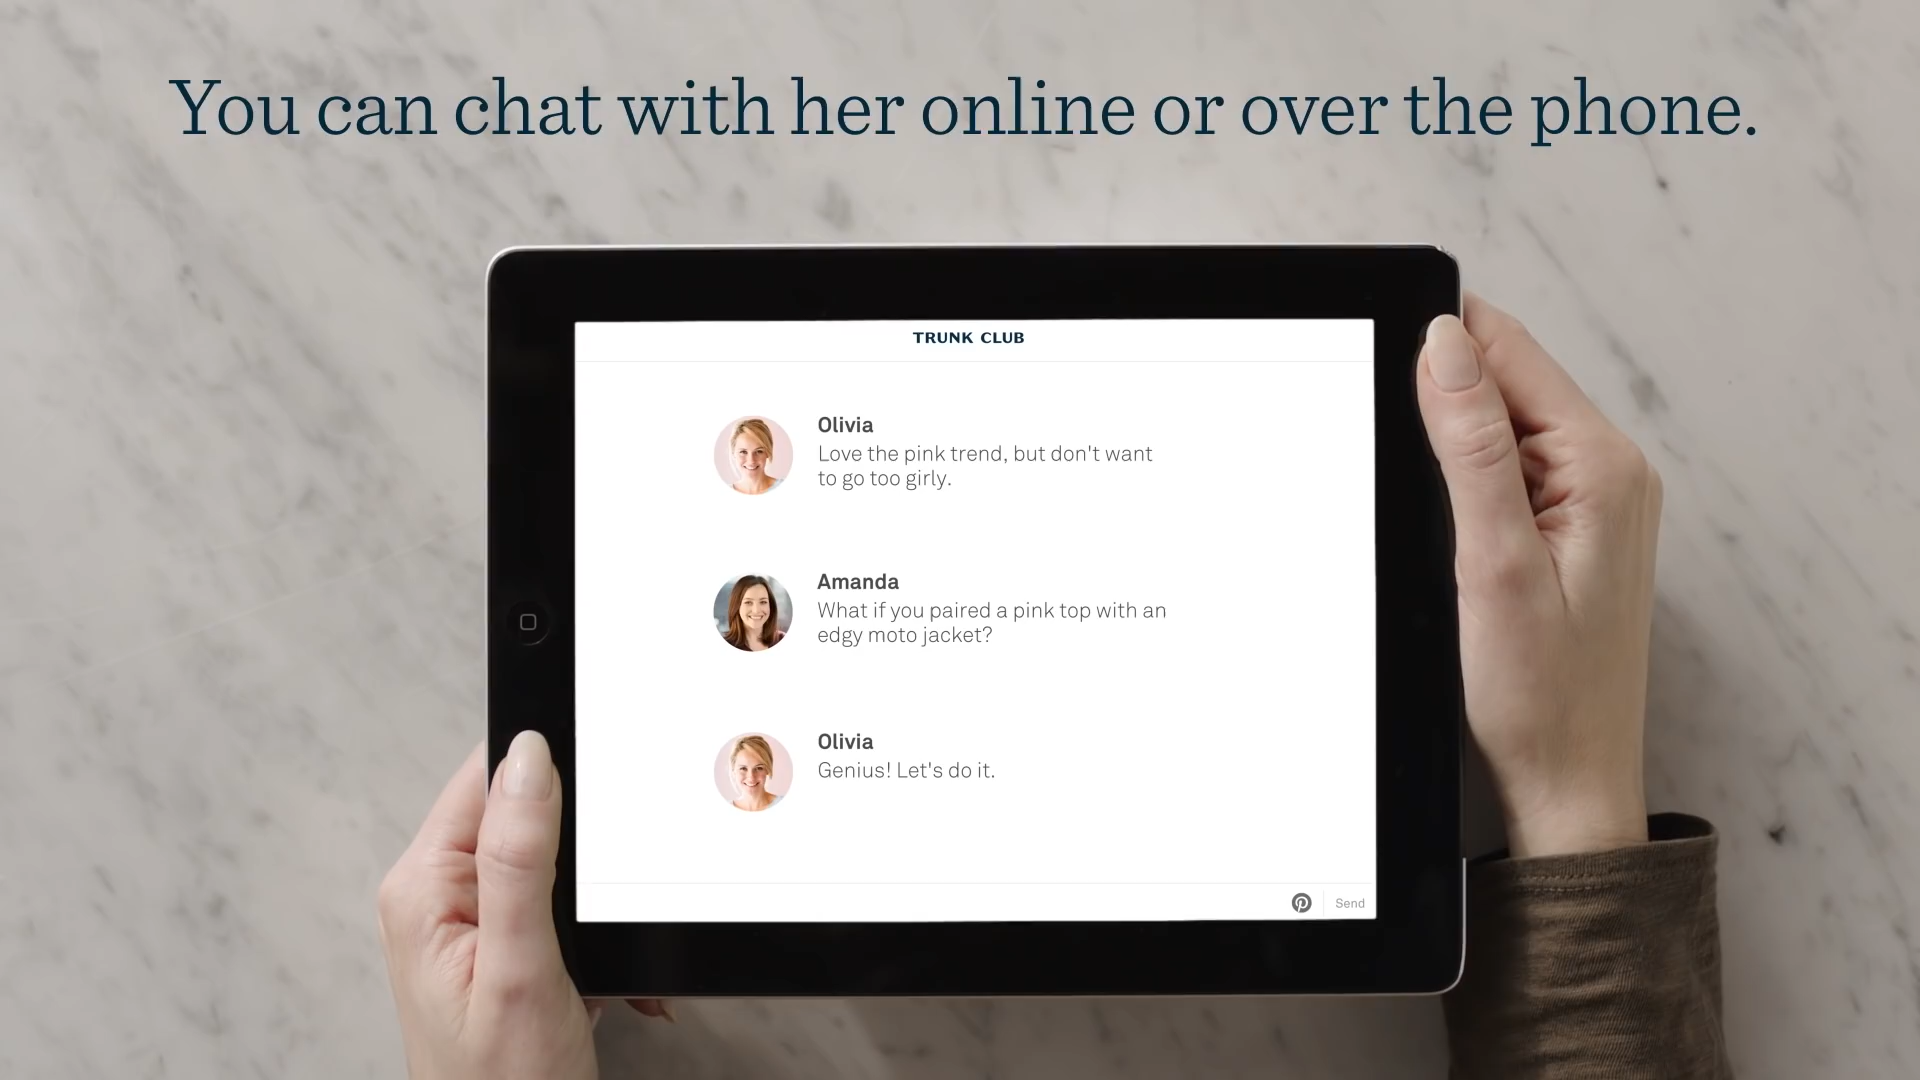 You can chat with her online or over the phone.
TRUNK CLUB
Olivia
Love the pink trend, but don't want
to go too girly.
Amanda
What if you paired a pink top with an
edgy moto jacket?
Olivia
Genius! Let's do it.
Send